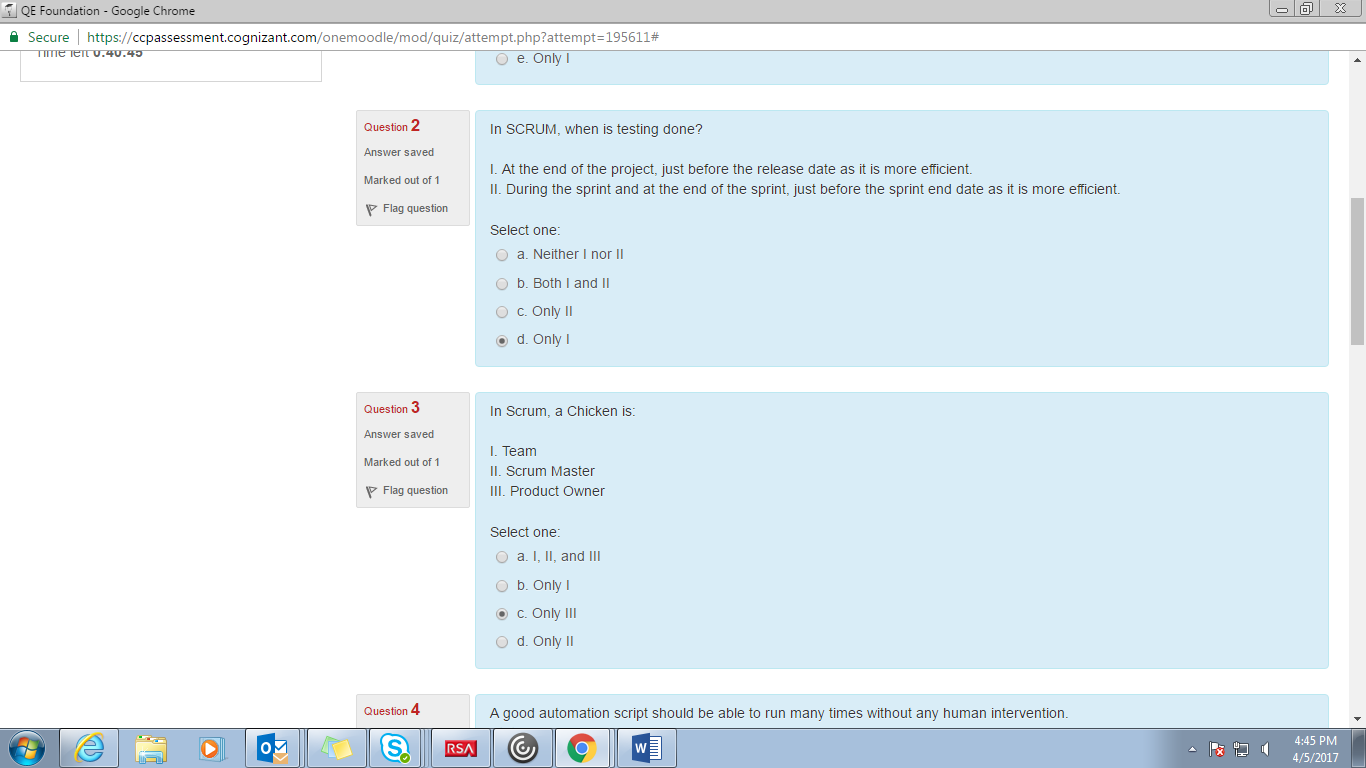 QE Foundation - Google Chrome
Secure https://ccpassessment.cognizant.com/onemoodle/mod/quiz/attempt.php?attempt=195611#
Time left 0:40:45
e. Only I
Question 2
Answer saved
Marked out of 1
Flag question
In SCRUM, when is testing done?
I. At the end of the project, just before the release date as it is more efficient.
II. During the sprint and at the end of the sprint, just before the sprint end date as it is more efficient.
Select one:
a. Neither I nor II
b. Both I and II
c. Only II
d. Only I
Question 3
Answer saved
Marked out of 1
Flag question
In Scrum, a Chicken is:
I. Team
II. Scrum Master
III. Product Owner
Select one:
a. I, II, and III
b. Only I
c. Only III
d. Only II
Question 4
A good automation script should be able to run many times without any human intervention.
RSA
4:45 PM
4/5/2017